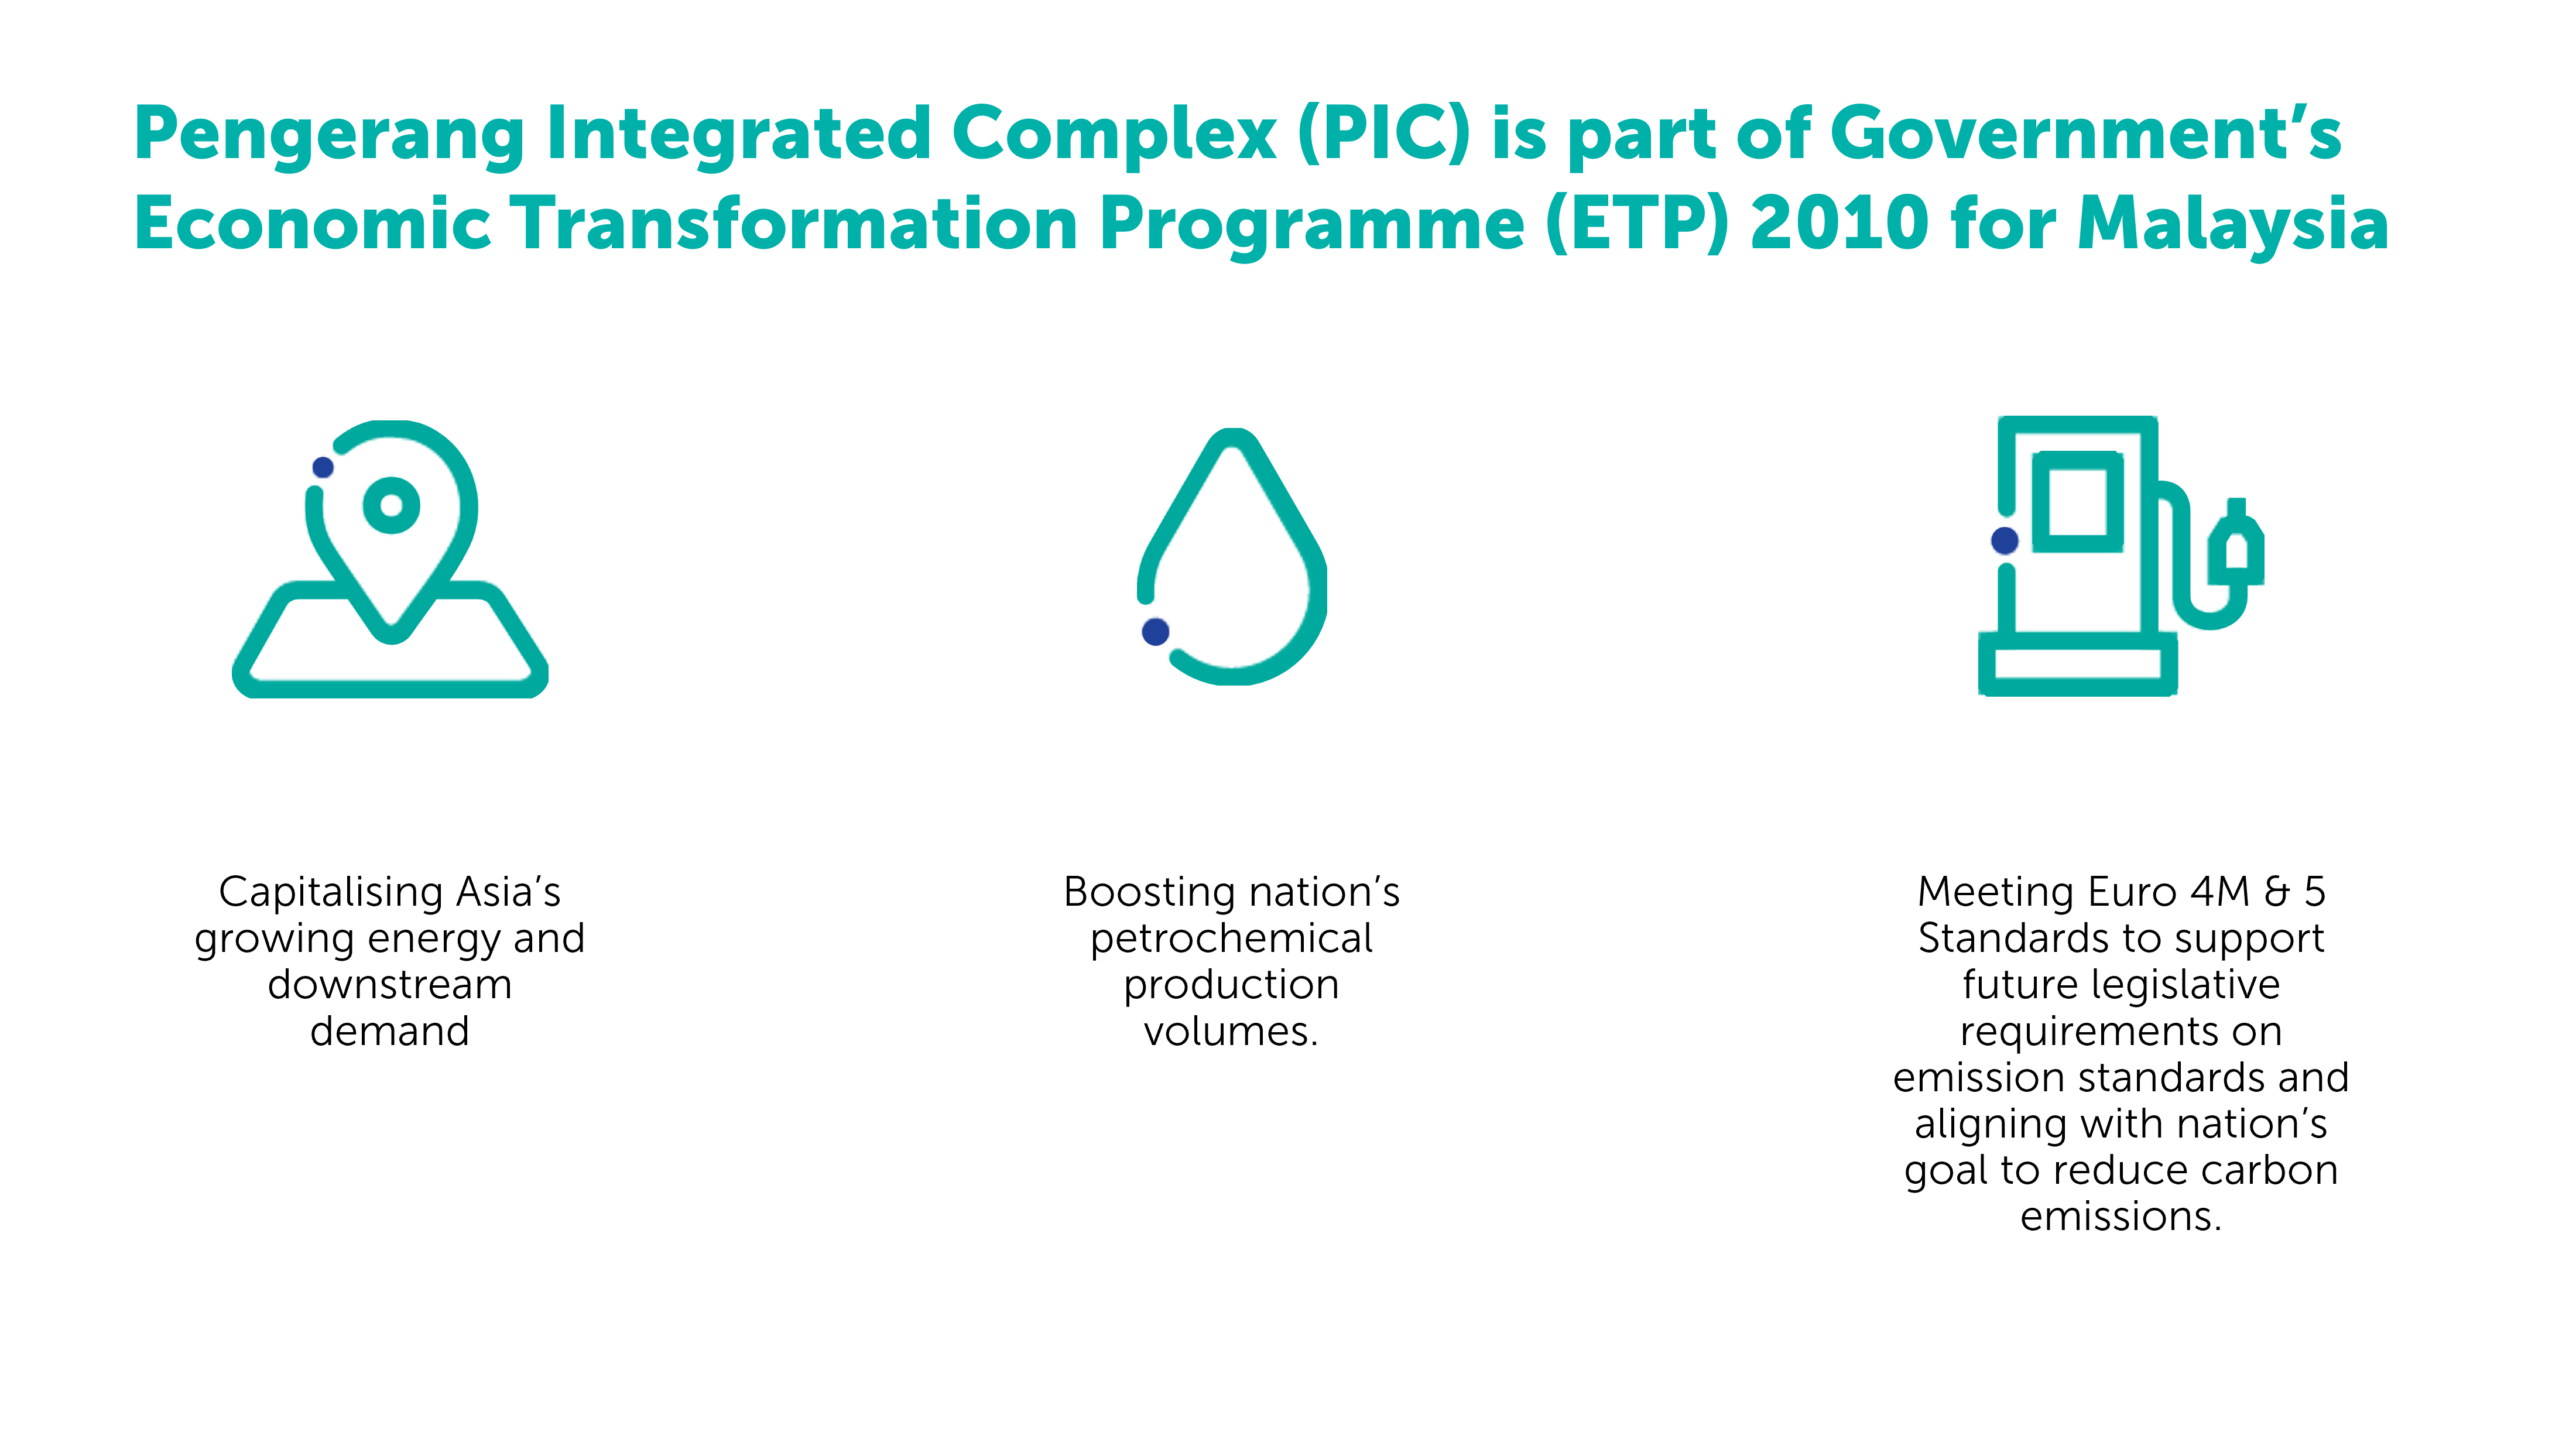 Pengerang Integrated Complex (PIC) is part of Government’s
Economic Transformation Programme (ETP) 2010 for Malaysia
Capitalising Asia’s
growing energy and
downstream
demand
Boosting nation’s
petrochemical
production
volumes.
Meeting Euro 4M & 5
Standards to support
future legislative
requirements on
emission standards and
aligning with nation’s
goal to reduce carbon
emissions.